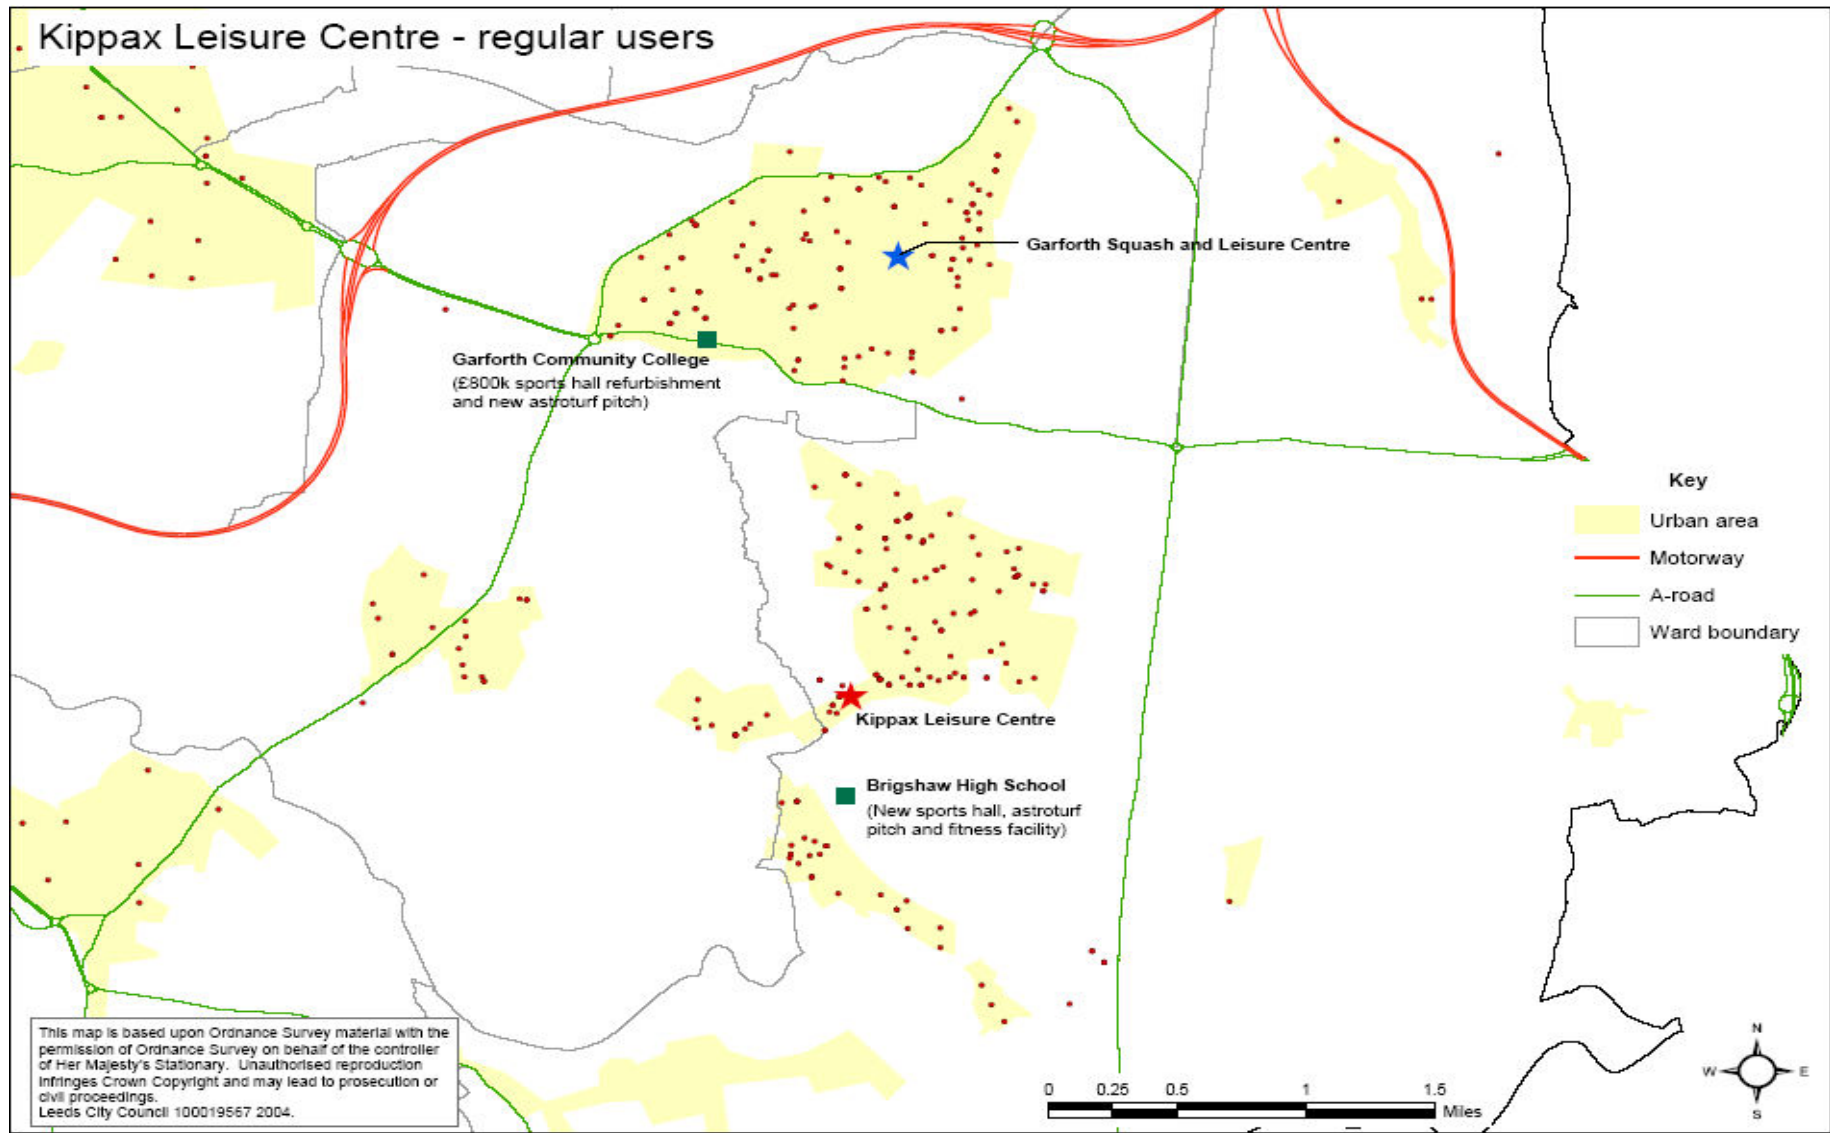 Kippax Leisure Centre - regular users
Garforth Squash and Leisure Centre
Garforth Community College
(£800k sports hall refurbishment
and new astroturf pitch)
Key
Urban area
Motorway
A-road
Ward boundary
Kippax Leisure Centre
Brigshaw High School
(New sports hall, astroturf
pitch and fitness facility)
This map is based upon Ordnance Survey material with the
permission of Ordnance Survey on behalf of the controller
of Her Majesty's Stationary. Unauthorised reproduction
infringes Crown Copyright and may lead to prosecution or
civil proceedings.
Leeds City Council 100019567 2004.
0 0.25 0.5 1 1.5
Miles
N
W E
S